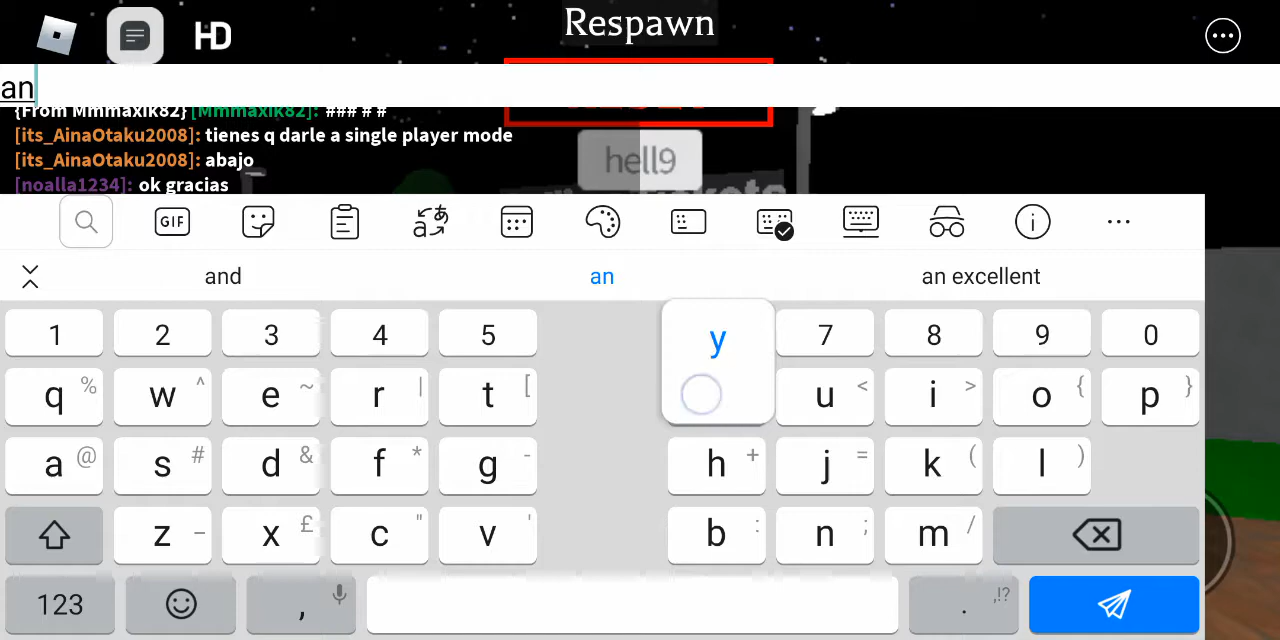 HD
Respawn
an
{From Mmmaxik82} [Mmmaxik82]: #####
[its_AinaOtaku2008]: tienes q darle a single player mode
[its_AinaOtaku2008]: abajo
[noalla1234]: ok gracias
hell9
GIF
and an an excellent
1 2 3 4 5 7 8 9 0
q % w ^ e ~ r | t [ y u < i > o { p }
a @ s # d & f * g - h + j = k ( l )
z – x £ c " v ' b : n ; m /
123 , . ,!?